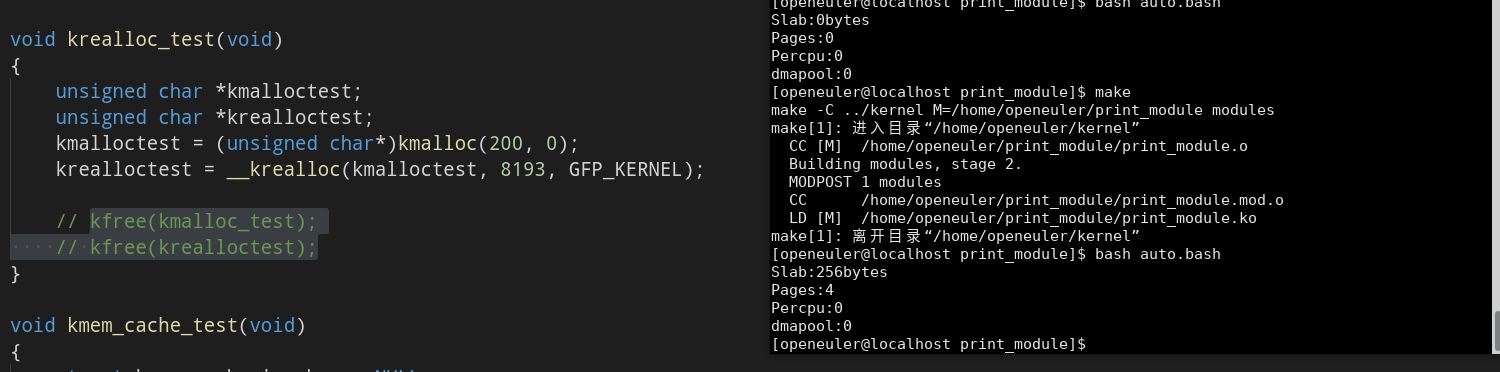 void krealloc_test(void)
{
    unsigned char *kmalloctest;
    unsigned char *krealloctest;
    kmalloctest = (unsigned char*)kmalloc(200, 0);
    krealloctest = __krealloc(kmalloctest, 8193, GFP_KERNEL);
    // kfree(kmalloc_test);
····//·kfree(krealloctest);
}
void kmem_cache_test(void)
{
[openeuler@localhost print_module]$ bash auto.bash
Slab:0bytes
Pages:0
Percpu:0
dmapool:0
[openeuler@localhost print_module]$ make
make -C ../kernel M=/home/openeuler/print_module modules
make[1]: 进入目录“/home/openeuler/kernel”
  CC [M]  /home/openeuler/print_module/print_module.o
  Building modules, stage 2.
  MODPOST 1 modules
  CC      /home/openeuler/print_module/print_module.mod.o
  LD [M]  /home/openeuler/print_module/print_module.ko
make[1]: 离开目录“/home/openeuler/kernel”
[openeuler@localhost print_module]$ bash auto.bash
Slab:256bytes
Pages:4
Percpu:0
dmapool:0
[openeuler@localhost print_module]$